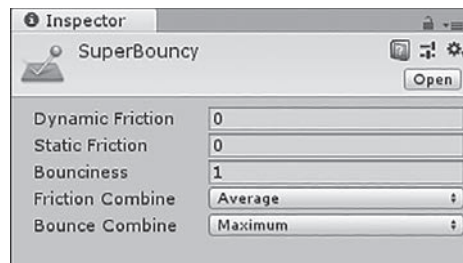 Inspector
SuperBouncy
Open
Dynamic Friction 0
Static Friction 0
Bounciness 1
Friction Combine Average
Bounce Combine Maximum